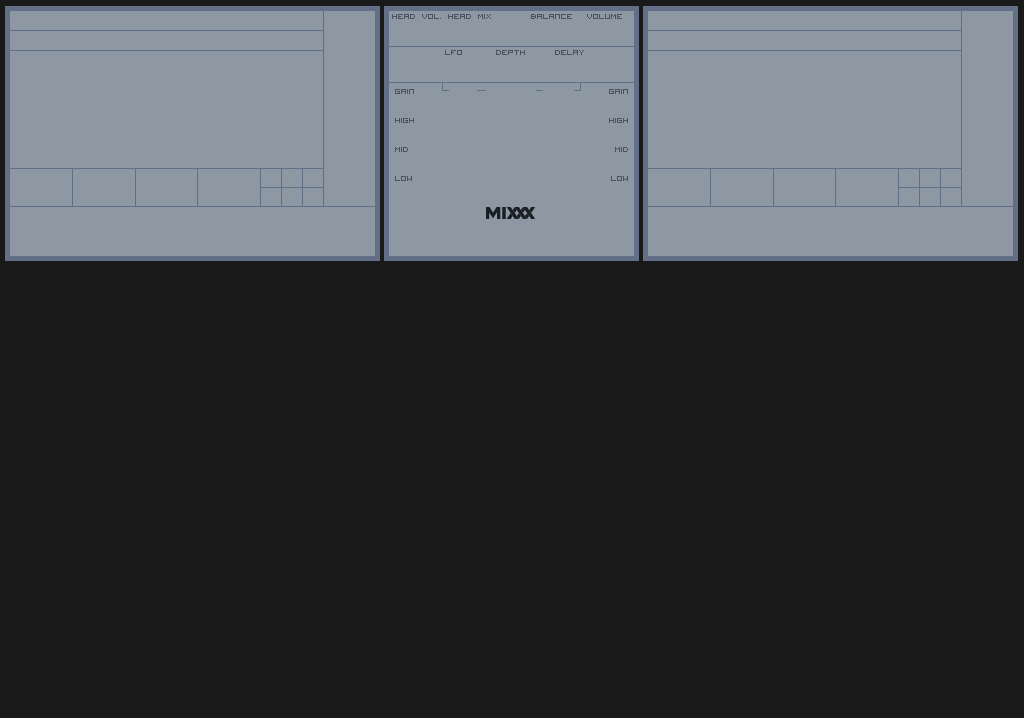 HEAD VOL. HEAD MIX BALANCE VOLUME
LFO DEPTH DELAY
GAIN GAIN
HIGH HIGH
MID MID
LOW LOW
MIXXX